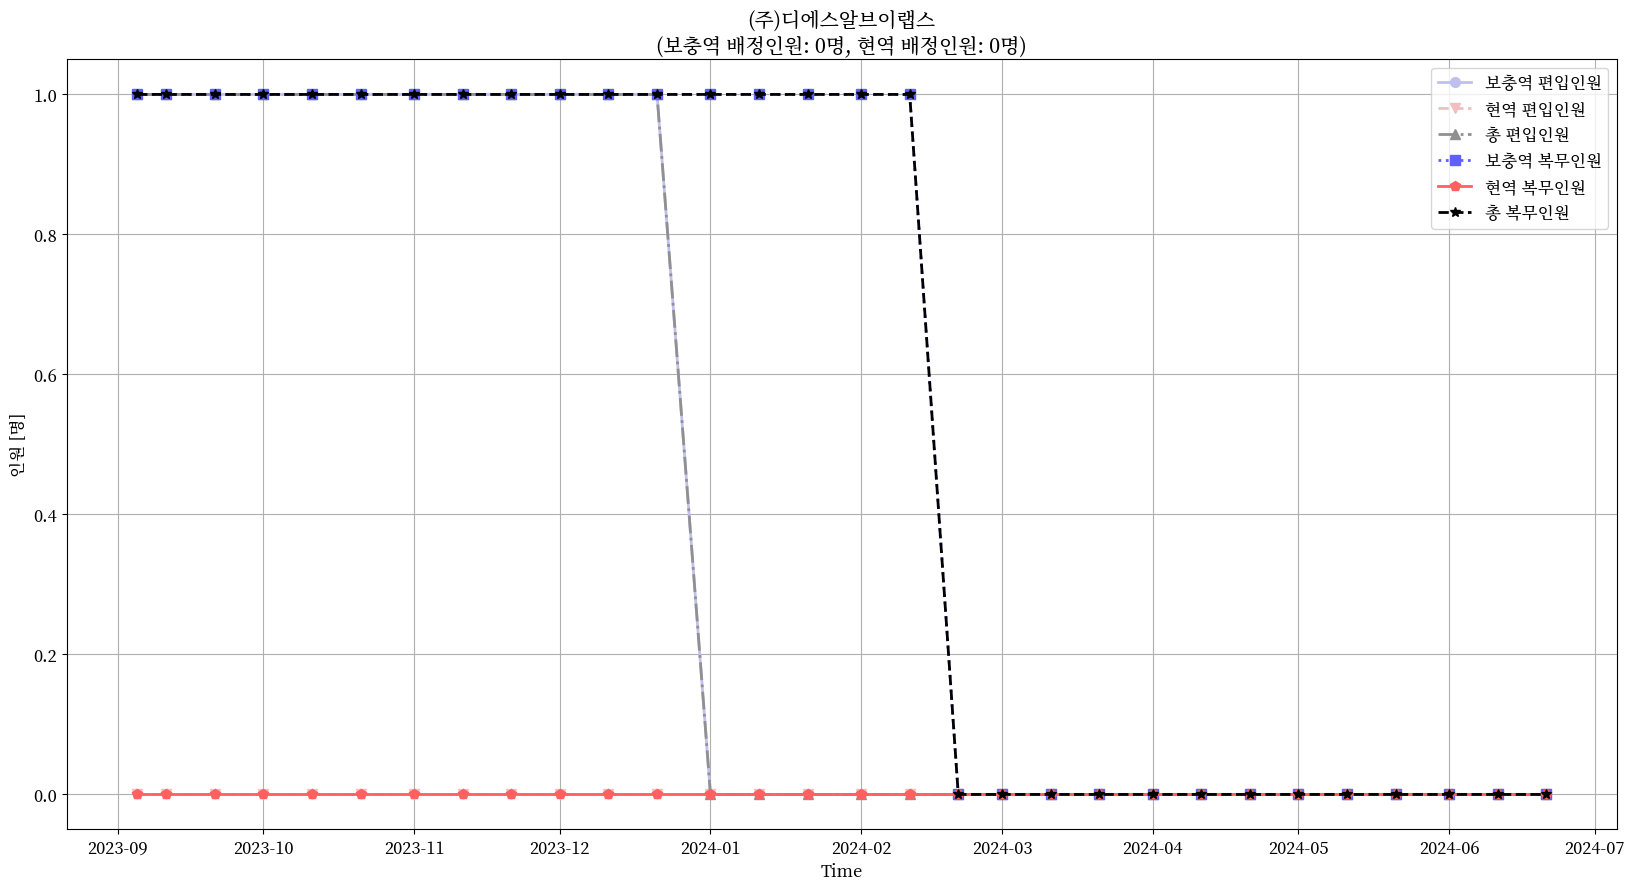 (주)디에스알브이랩스
(보충역 배정인원: 0명, 현역 배정인원: 0명)
보충역 편입인원
현역 편입인원
총 편입인원
보충역 복무인원
현역 복무인원
총 복무인원
인원 [명]
1.0
0.8
0.6
0.4
0.2
0.0
2023-09 2023-10 2023-11 2023-12 2024-01 2024-02 2024-03 2024-04 2024-05 2024-06 2024-07
Time